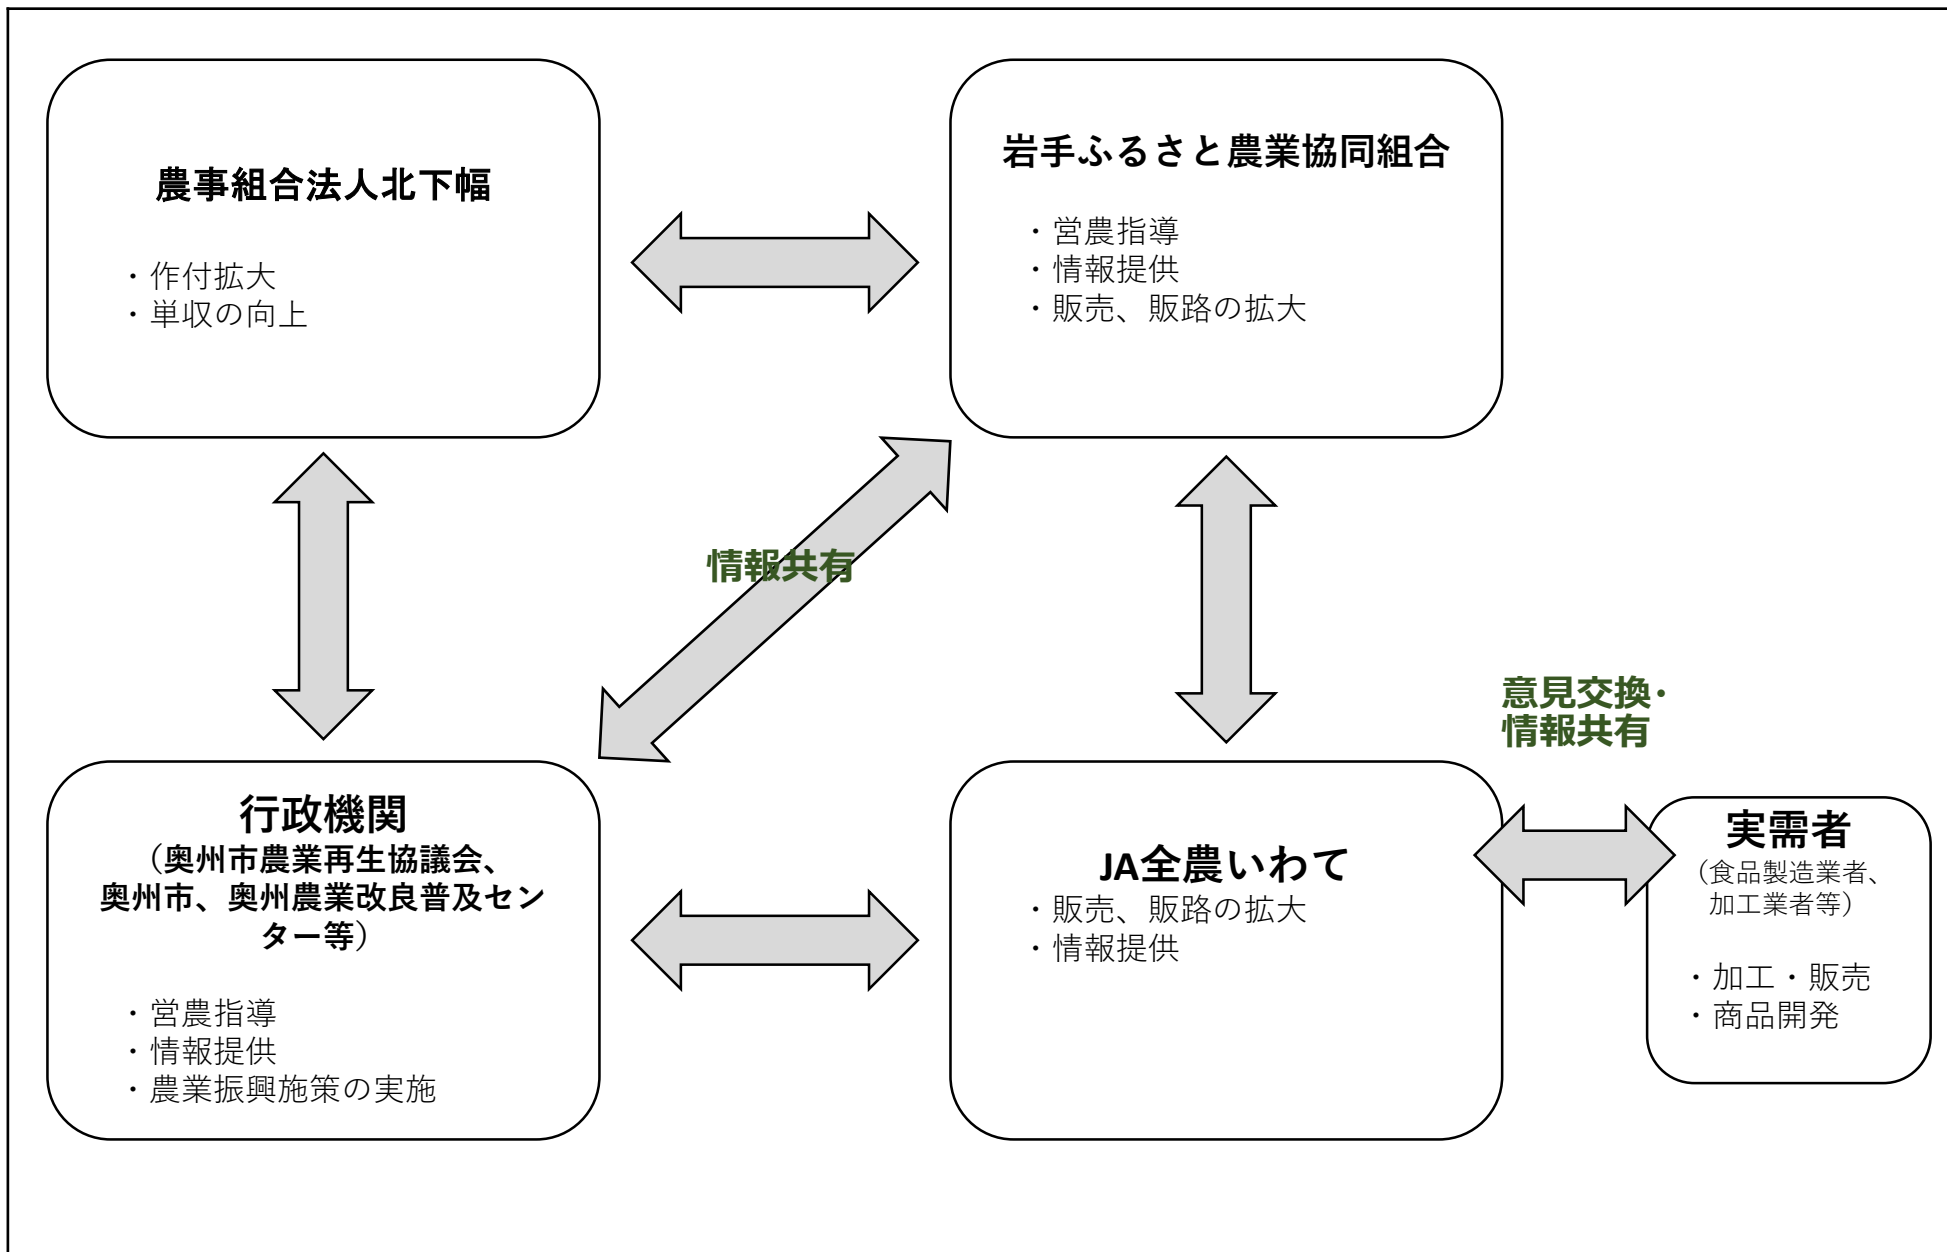 農事組合法人北下幅
・作付拡大
・単収の向上
岩手ふるさと農業協同組合
・営農指導
・情報提供
・販売、販路の拡大
情報共有
行政機関
（奥州市農業再生協議会、
奥州市、奥州農業改良普及セン
ター等）
・営農指導
・情報提供
・農業振興施策の実施
JA全農いわて
・販売、販路の拡大
・情報提供
意見交換・
情報共有
実需者
（食品製造業者、
加工業者等）
・加工・販売
・商品開発